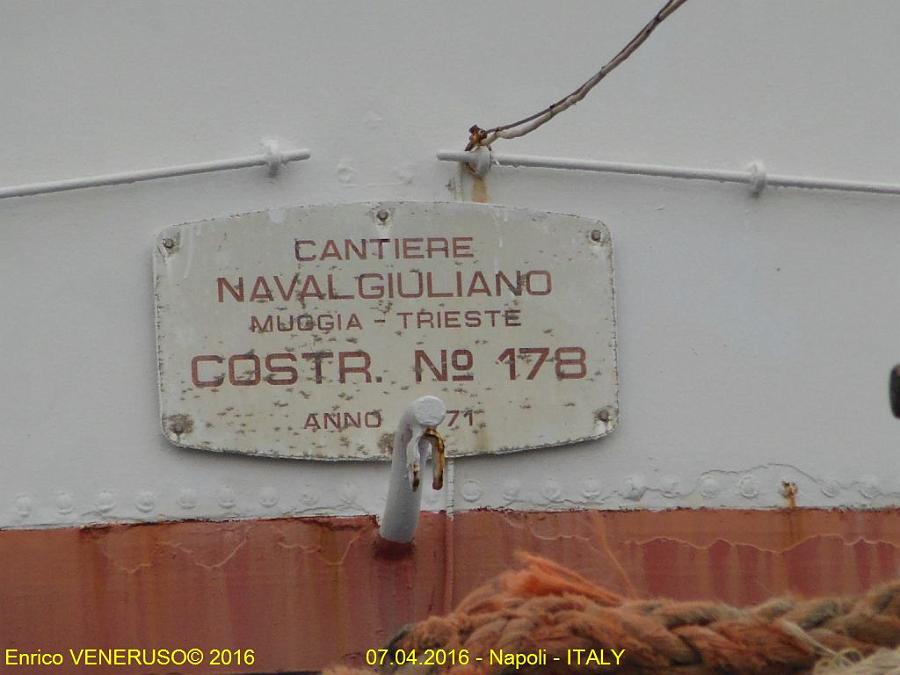 CANTIERE
NAVALGIULIANO
MUGGIA - TRIESTE
COSTR. Nº 178
ANNO 71
Enrico VENERUSO© 2016
07.04.2016 - Napoli - ITALY